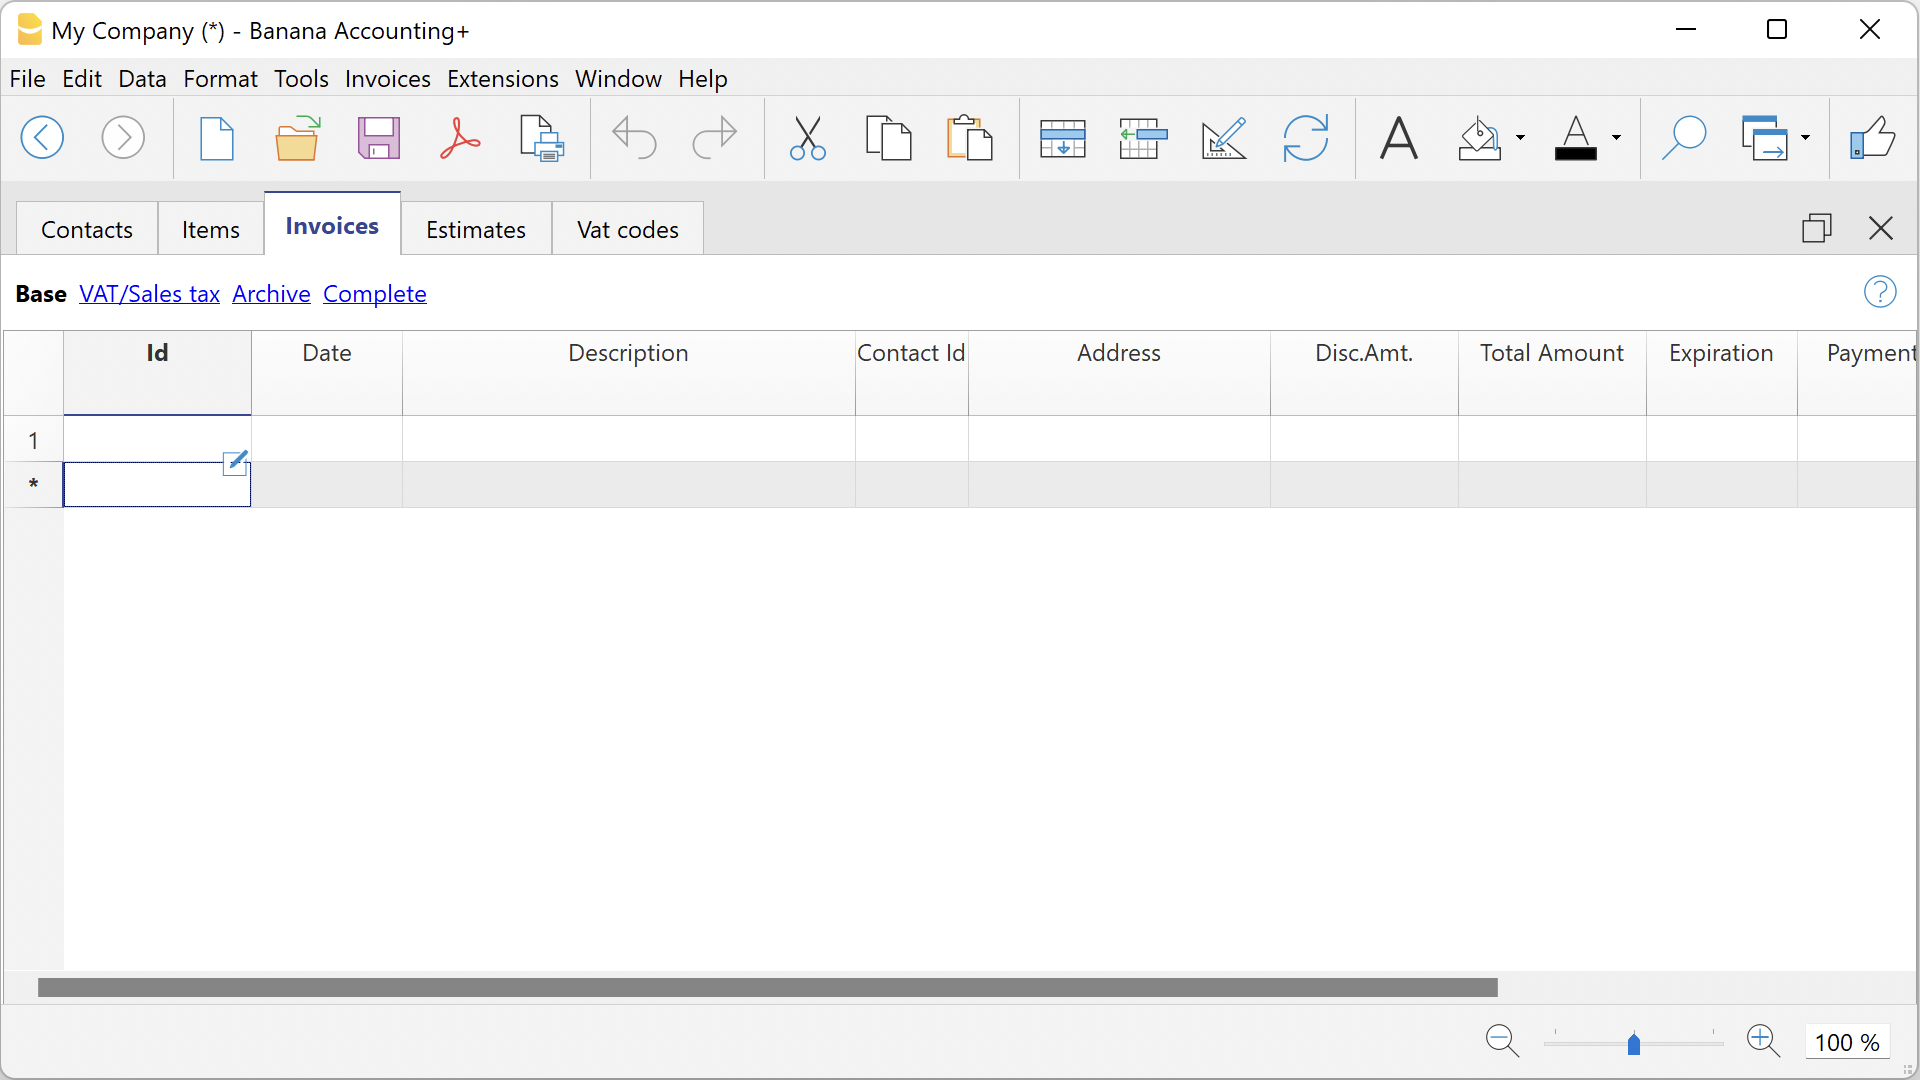 My Company (*) - Banana Accounting+
File Edit Data Format Tools Invoices Extensions Window Help
Contacts Items Invoices Estimates Vat codes
Base VAT/Sales tax Archive Complete
Id Date Description Contact Id Address Disc.Amt. Total Amount Expiration Payment
1
*
100 %